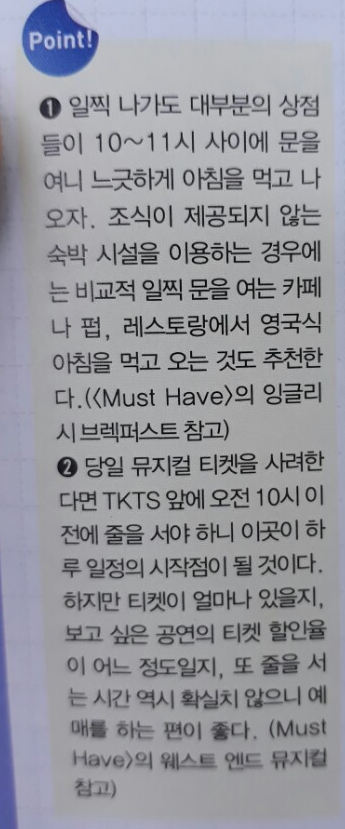 Point!
❶ 일찍 나가도 대부분의 상점
들이 10~11시 사이에 문을
여니 느긋하게 아침을 먹고 나
오자. 조식이 제공되지 않는
숙박 시설을 이용하는 경우에
는 비교적 일찍 문을 여는 카페
나 펍, 레스토랑에서 영국식
아침을 먹고 오는 것도 추천한
다.(〈Must Have〉의 잉글리
시 브렉퍼스트 참고)
❷ 당일 뮤지컬 티켓을 사려한
다면 TKTS 앞에 오전 10시 이
전에 줄을 서야 하니 이곳이 하
루 일정의 시작점이 될 것이다.
하지만 티켓이 얼마나 있을지,
보고 싶은 공연의 티켓 할인율
이 어느 정도일지, 또 줄을 서
는 시간 역시 확실치 않으니 예
매를 하는 편이 좋다. (Must
Have〉의 웨스트 엔드 뮤지컬
참고)